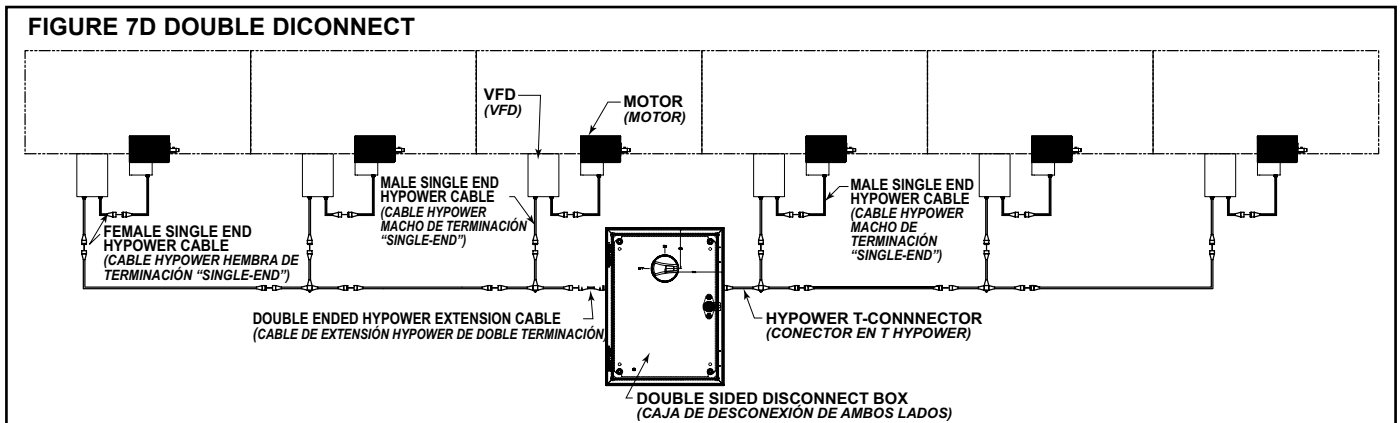 FIGURE 7D DOUBLE DICONNECT
VFD
(VFD)
MOTOR
(MOTOR)
MALE SINGLE END
HYPOWER CABLE
(CABLE HYPOWER
MACHO DE TERMINACIÓN
“SINGLE-END”)
MALE SINGLE END
HYPOWER CABLE
(CABLE HYPOWER
MACHO DE
TERMINACIÓN
“SINGLE-END”)
FEMALE SINGLE END
HYPOWER CABLE
(CABLE HYPOWER HEMBRA DE
TERMINACIÓN “SINGLE-END”)
DOUBLE ENDED HYPOWER EXTENSION CABLE
(CABLE DE EXTENSIÓN HYPOWER DE DOBLE TERMINACIÓN)
HYPOWER T-CONNNECTOR
(CONECTOR EN T HYPOWER)
DOUBLE SIDED DISCONNECT BOX
(CAJA DE DESCONEXIÓN DE AMBOS LADOS)